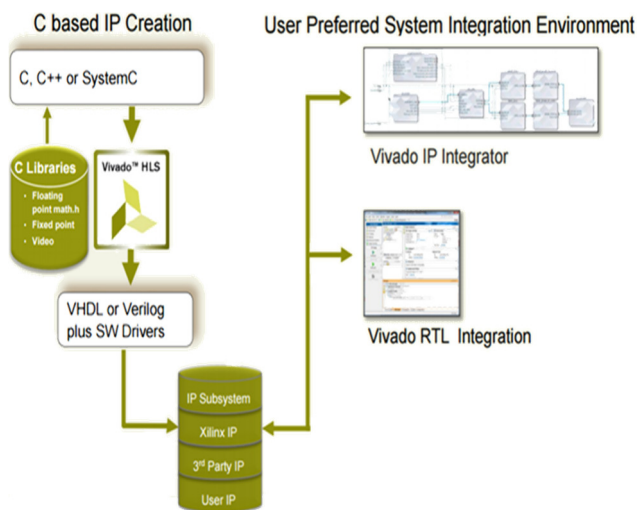 C based IP Creation
User Preferred System Integration Environment
C, C++ or SystemC
C Libraries
• Floating
point math.h
• Fixed point
• Video
Vivado™ HLS
VHDL or Verilog
plus SW Drivers
IP Subsystem
Xilinx IP
3rd Party IP
User IP
Vivado IP Integrator
Vivado RTL Integration